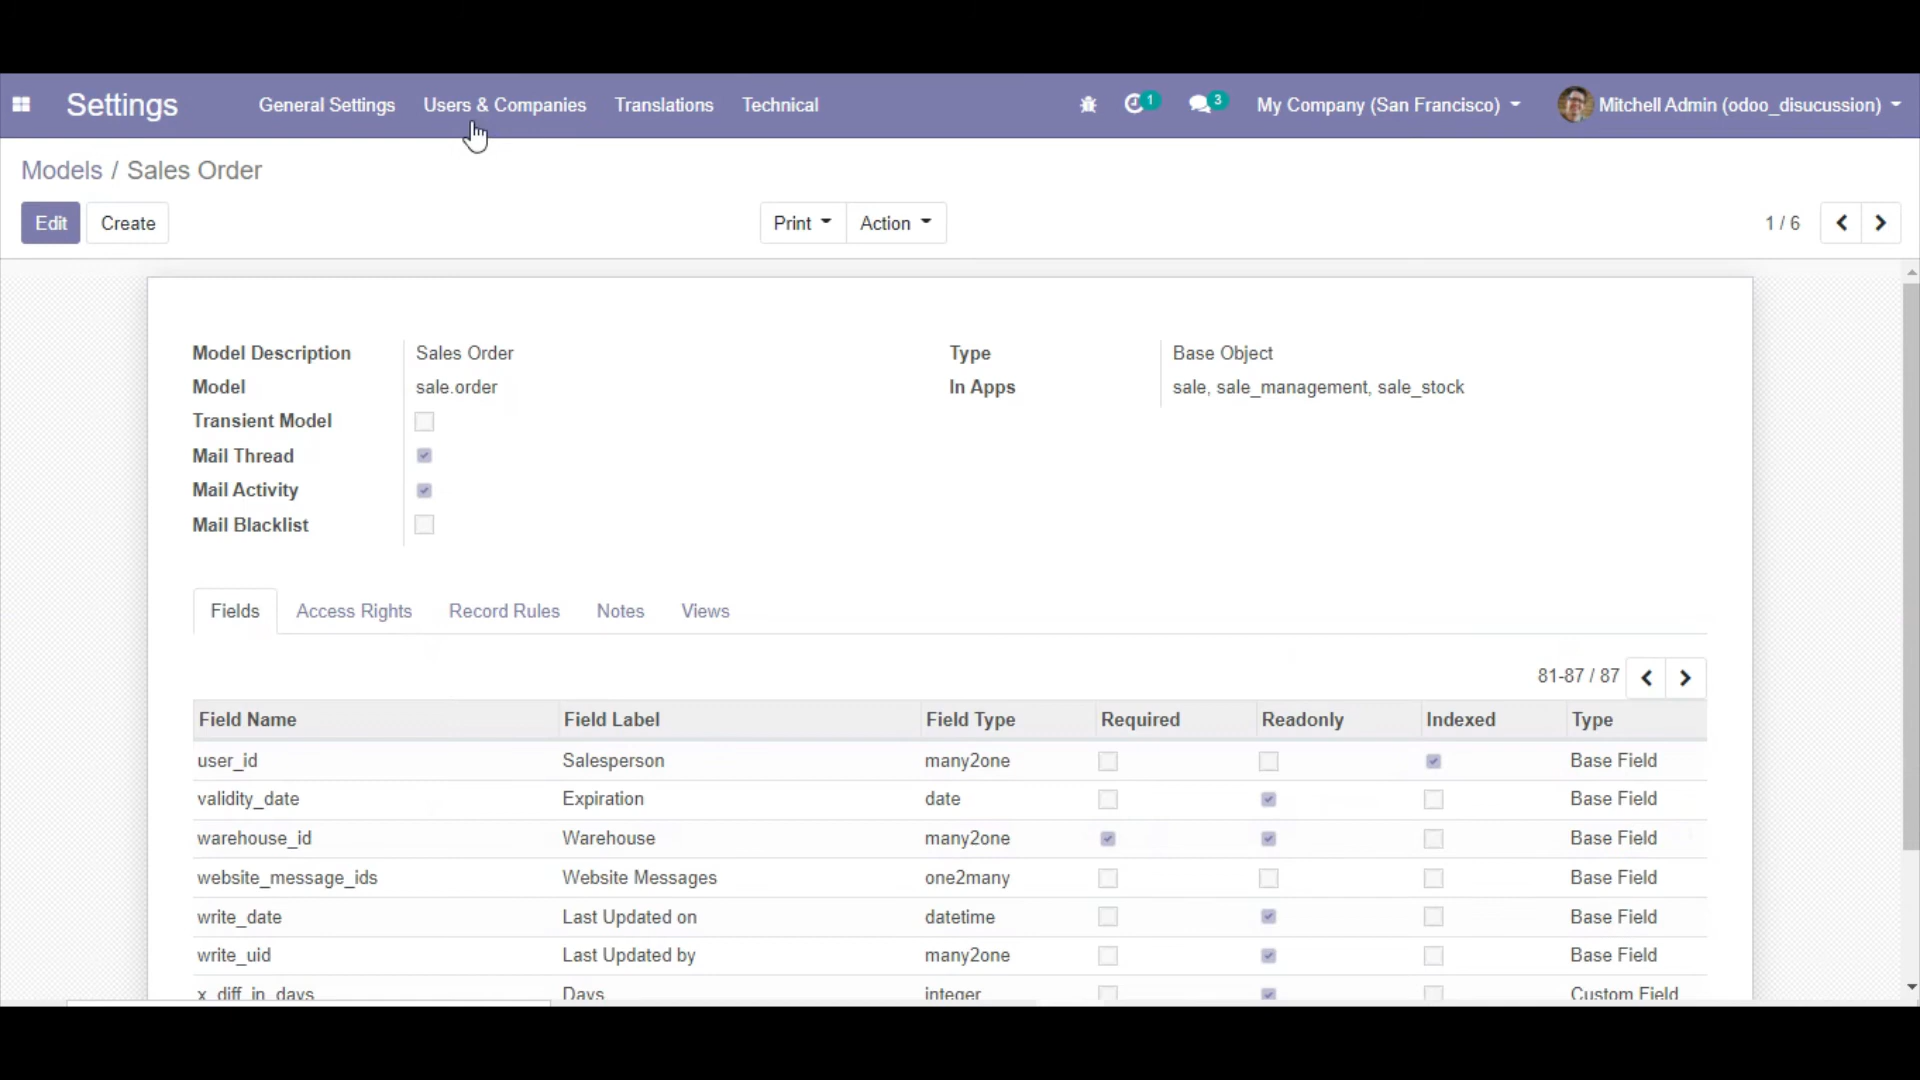 Settings General Settings Users & Companies Translations Technical 1 3 My Company (San Francisco) Mitchell Admin (odoo_disucussion)
Models / Sales Order
Edit Create Print Action 1 / 6
Model Description Sales Order Type Base Object
Model sale.order In Apps sale, sale_management, sale_stock
Transient Model
Mail Thread
Mail Activity
Mail Blacklist
Fields Access Rights Record Rules Notes Views
81-87 / 87
Field Name Field Label Field Type Required Readonly Indexed Type
user_id Salesperson many2one Base Field
validity_date Expiration date Base Field
warehouse_id Warehouse many2one Base Field
website_message_ids Website Messages one2many Base Field
write_date Last Updated on datetime Base Field
write_uid Last Updated by many2one Base Field
x_diff_in_days Days integer Custom Field